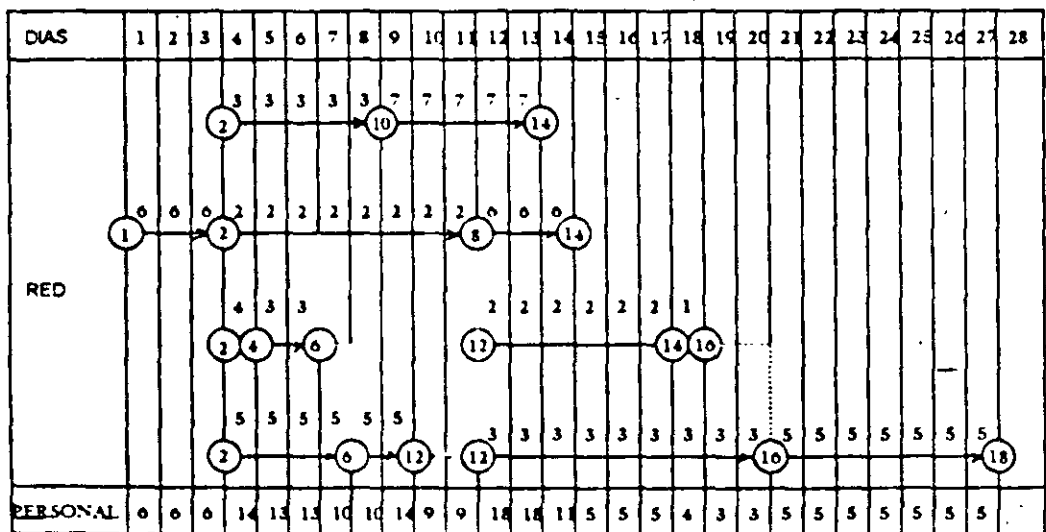 DIAS 1 2 3 4 5 6 7 8 9 10 11 12 13 14 15 16 17 18 19 20 21 22 23 24 25 26 27 28
3 3 3 3 3 7 7 7 7 7
2 10 14
6 6 6 2 2 2 2 2 2 2 2 6 6 6
1 2 8 14
RED
4 3 3 2 2 2 2 2 2 1
2 4 6 12 14 16
5 5 5 5 5 5 3 3 3 3 3 3 3 3 3 5 5 5 5 5 5 5
2 6 12 12 16 18
PERSONAL 6 6 6 14 13 13 10 10 14 9 9 18 18 11 5 5 5 4 3 3 5 5 5 5 5 5 5